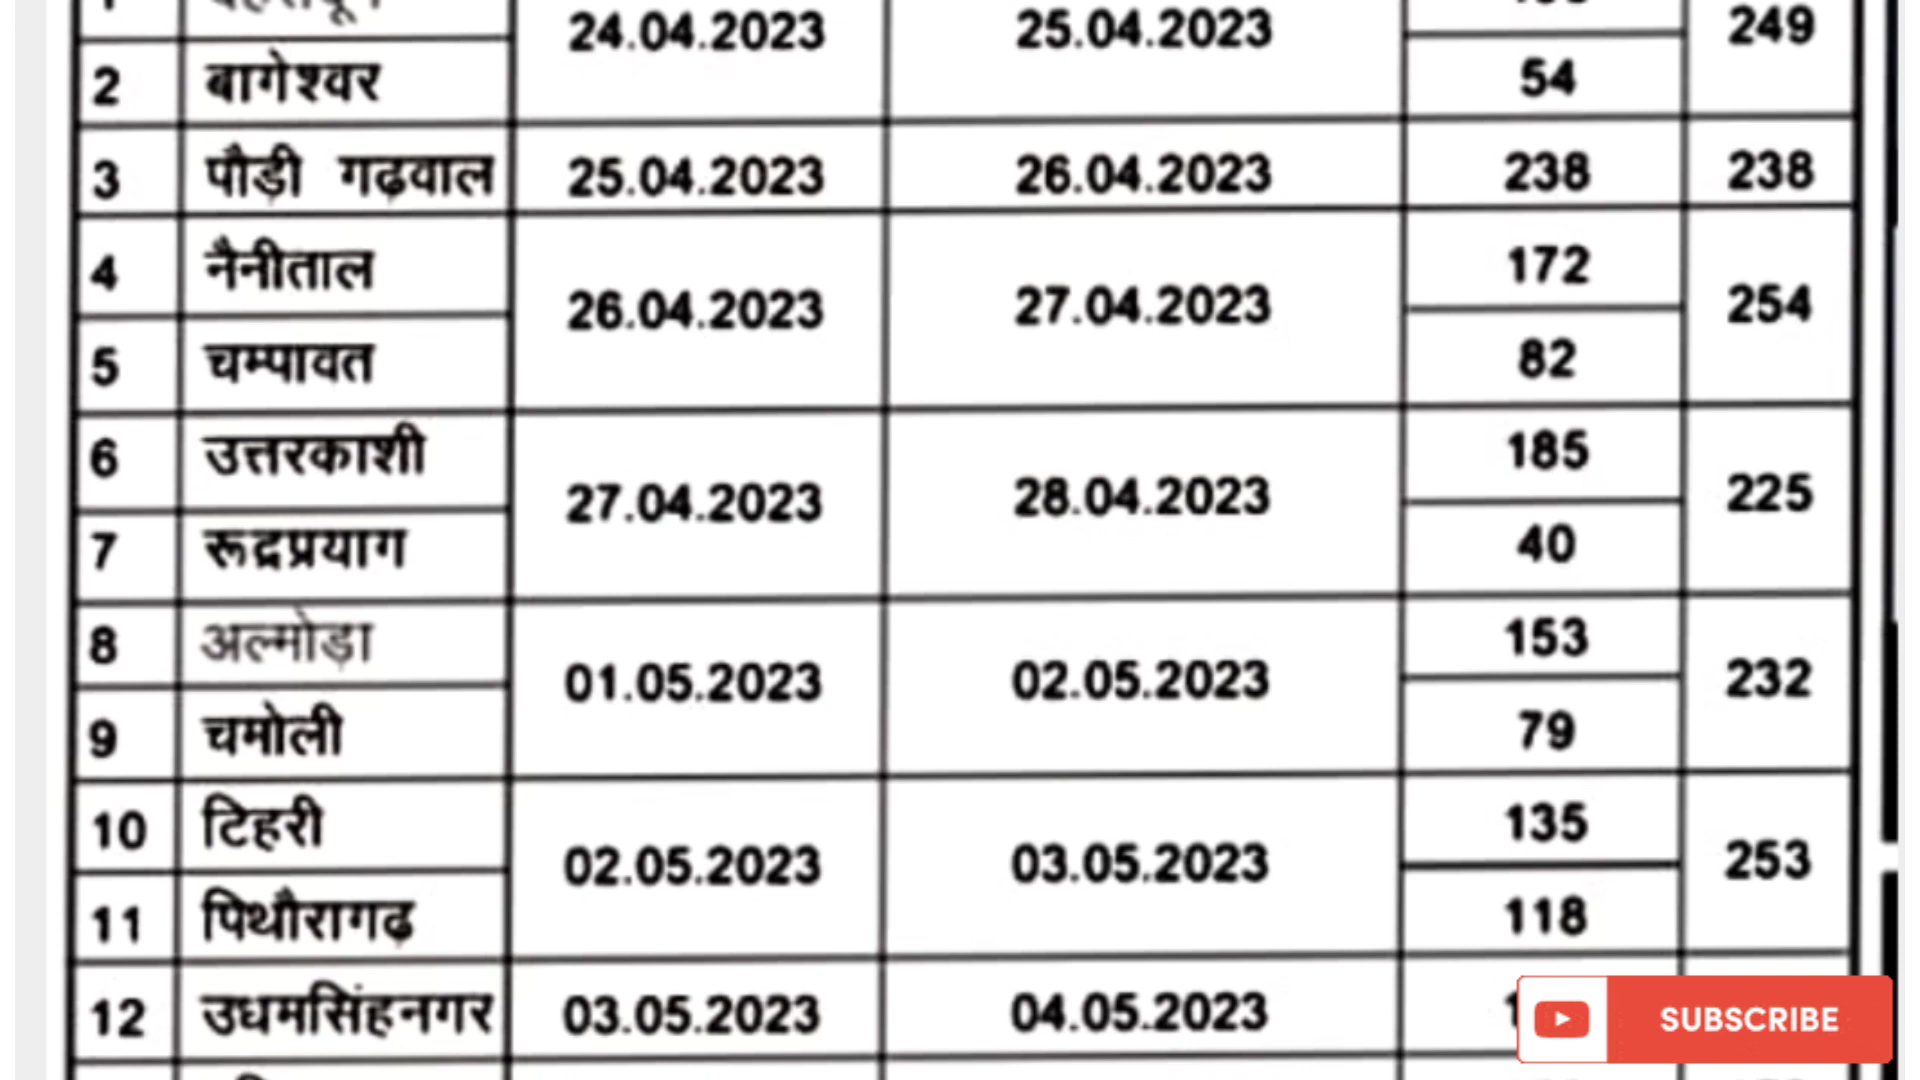 24.04.2023 25.04.2023 249
2 बागेश्वर 54
3 पौड़ी गढ़वाल 25.04.2023 26.04.2023 238 238
4 नैनीताल 172
26.04.2023 27.04.2023 254
5 चम्पावत 82
6 उत्तरकाशी 185
27.04.2023 28.04.2023 225
7 रूद्रप्रयाग 40
8 अल्मोड़ा 153
01.05.2023 02.05.2023 232
9 चमोली 79
10 टिहरी 135
02.05.2023 03.05.2023 253
11 पिथौरागढ़ 118
12 उधमसिंहनगर 03.05.2023 04.05.2023
SUBSCRIBE